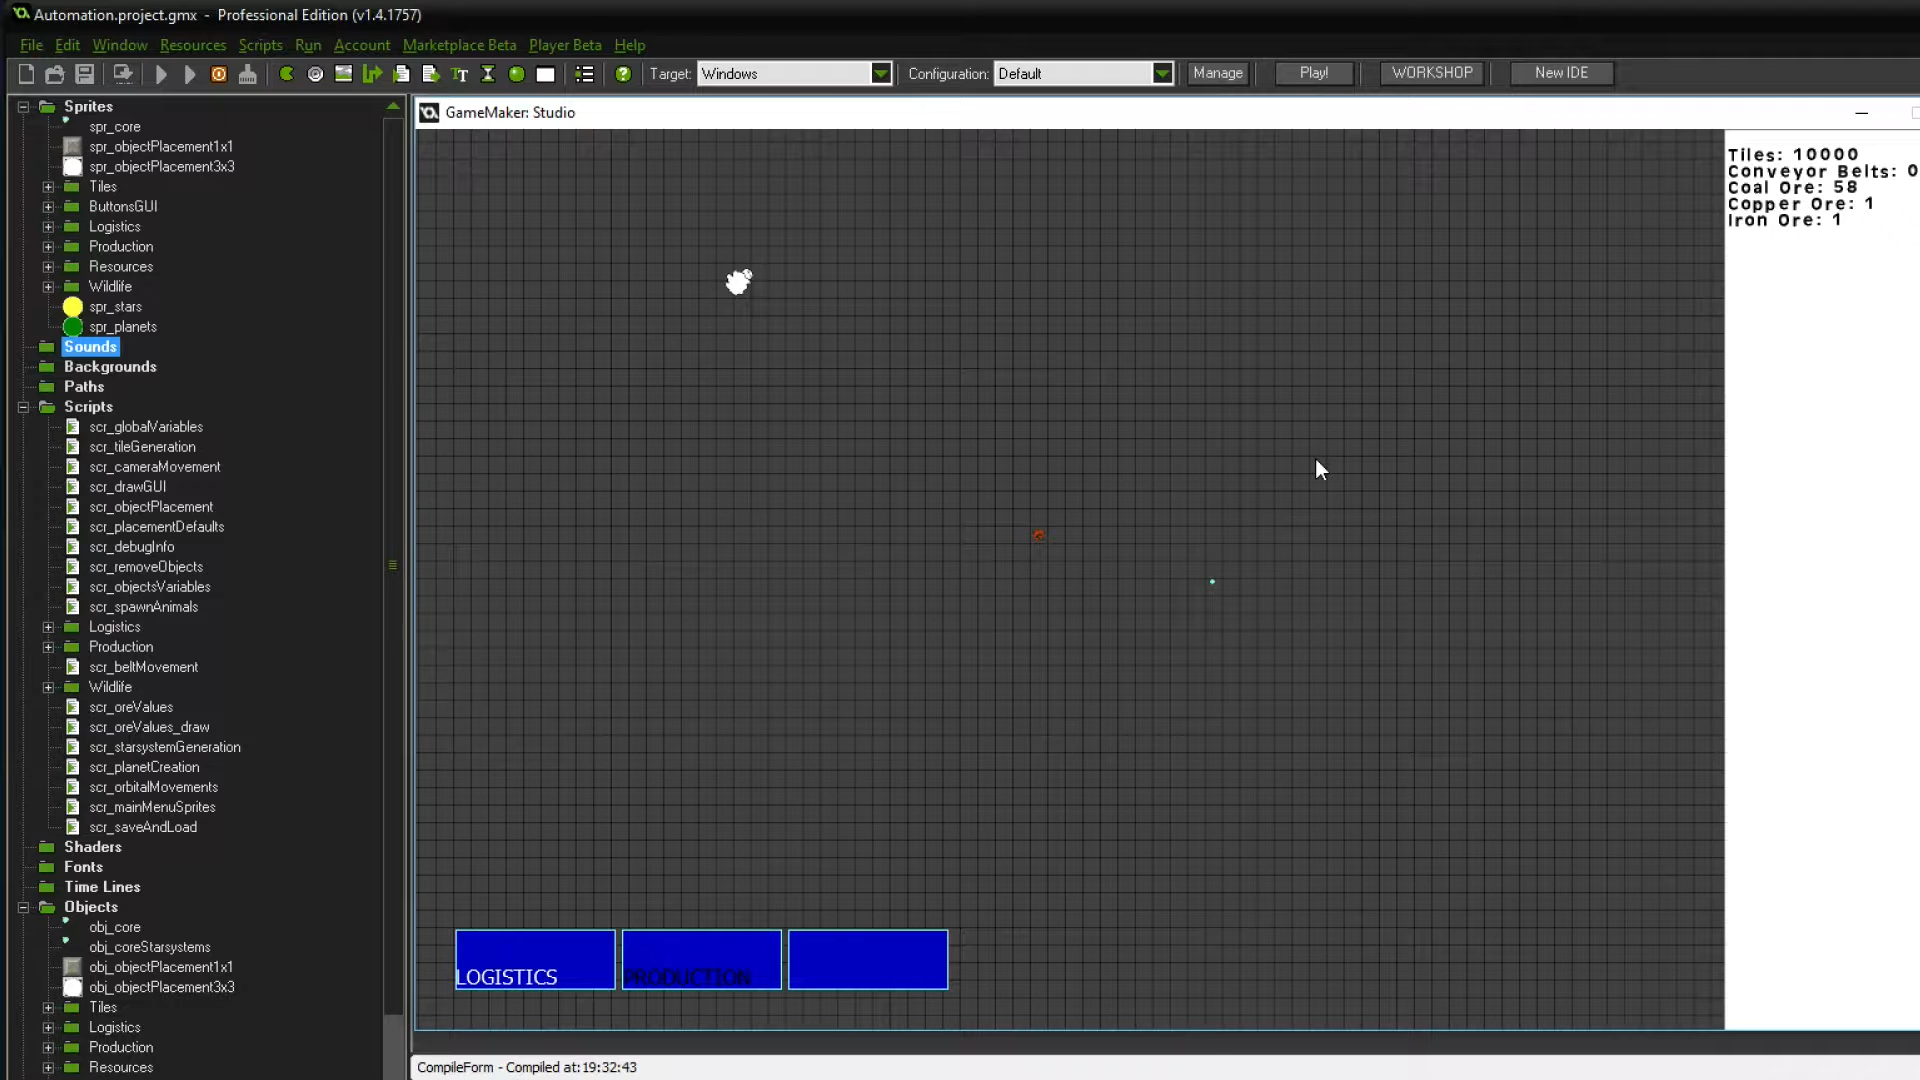 Automation.project.gmx - Professional Edition (v1.4.1757)
File Edit Window Resources Scripts Run Account Marketplace Beta Player Beta Help
Target: Windows Configuration: Default Manage Play! WORKSHOP New IDE
Sprites
spr_core
spr_objectPlacement1x1
spr_objectPlacement3x3
Tiles
ButtonsGUI
Logistics
Production
Resources
Wildlife
spr_stars
spr_planets
Sounds
Backgrounds
Paths
Scripts
scr_globalVariables
scr_tileGeneration
scr_cameraMovement
scr_drawGUI
scr_objectPlacement
scr_placementDefaults
scr_debugInfo
scr_removeObjects
scr_objectsVariables
scr_spawnAnimals
Logistics
Production
scr_beltMovement
Wildlife
scr_oreValues
scr_oreValues_draw
scr_starsystemGeneration
scr_planetCreation
scr_orbitalMovements
scr_mainMenuSprites
scr_saveAndLoad
Shaders
Fonts
Time Lines
Objects
obj_core
obj_coreStarsystems
obj_objectPlacement1x1
obj_objectPlacement3x3
Tiles
Logistics
Production
Resources
GameMaker: Studio
Tiles: 10000
Conveyor Belts: 0
Coal Ore: 58
Copper Ore: 1
Iron Ore: 1
LOGISTICS
PRODUCTION
CompileForm - Compiled at:19:32:43